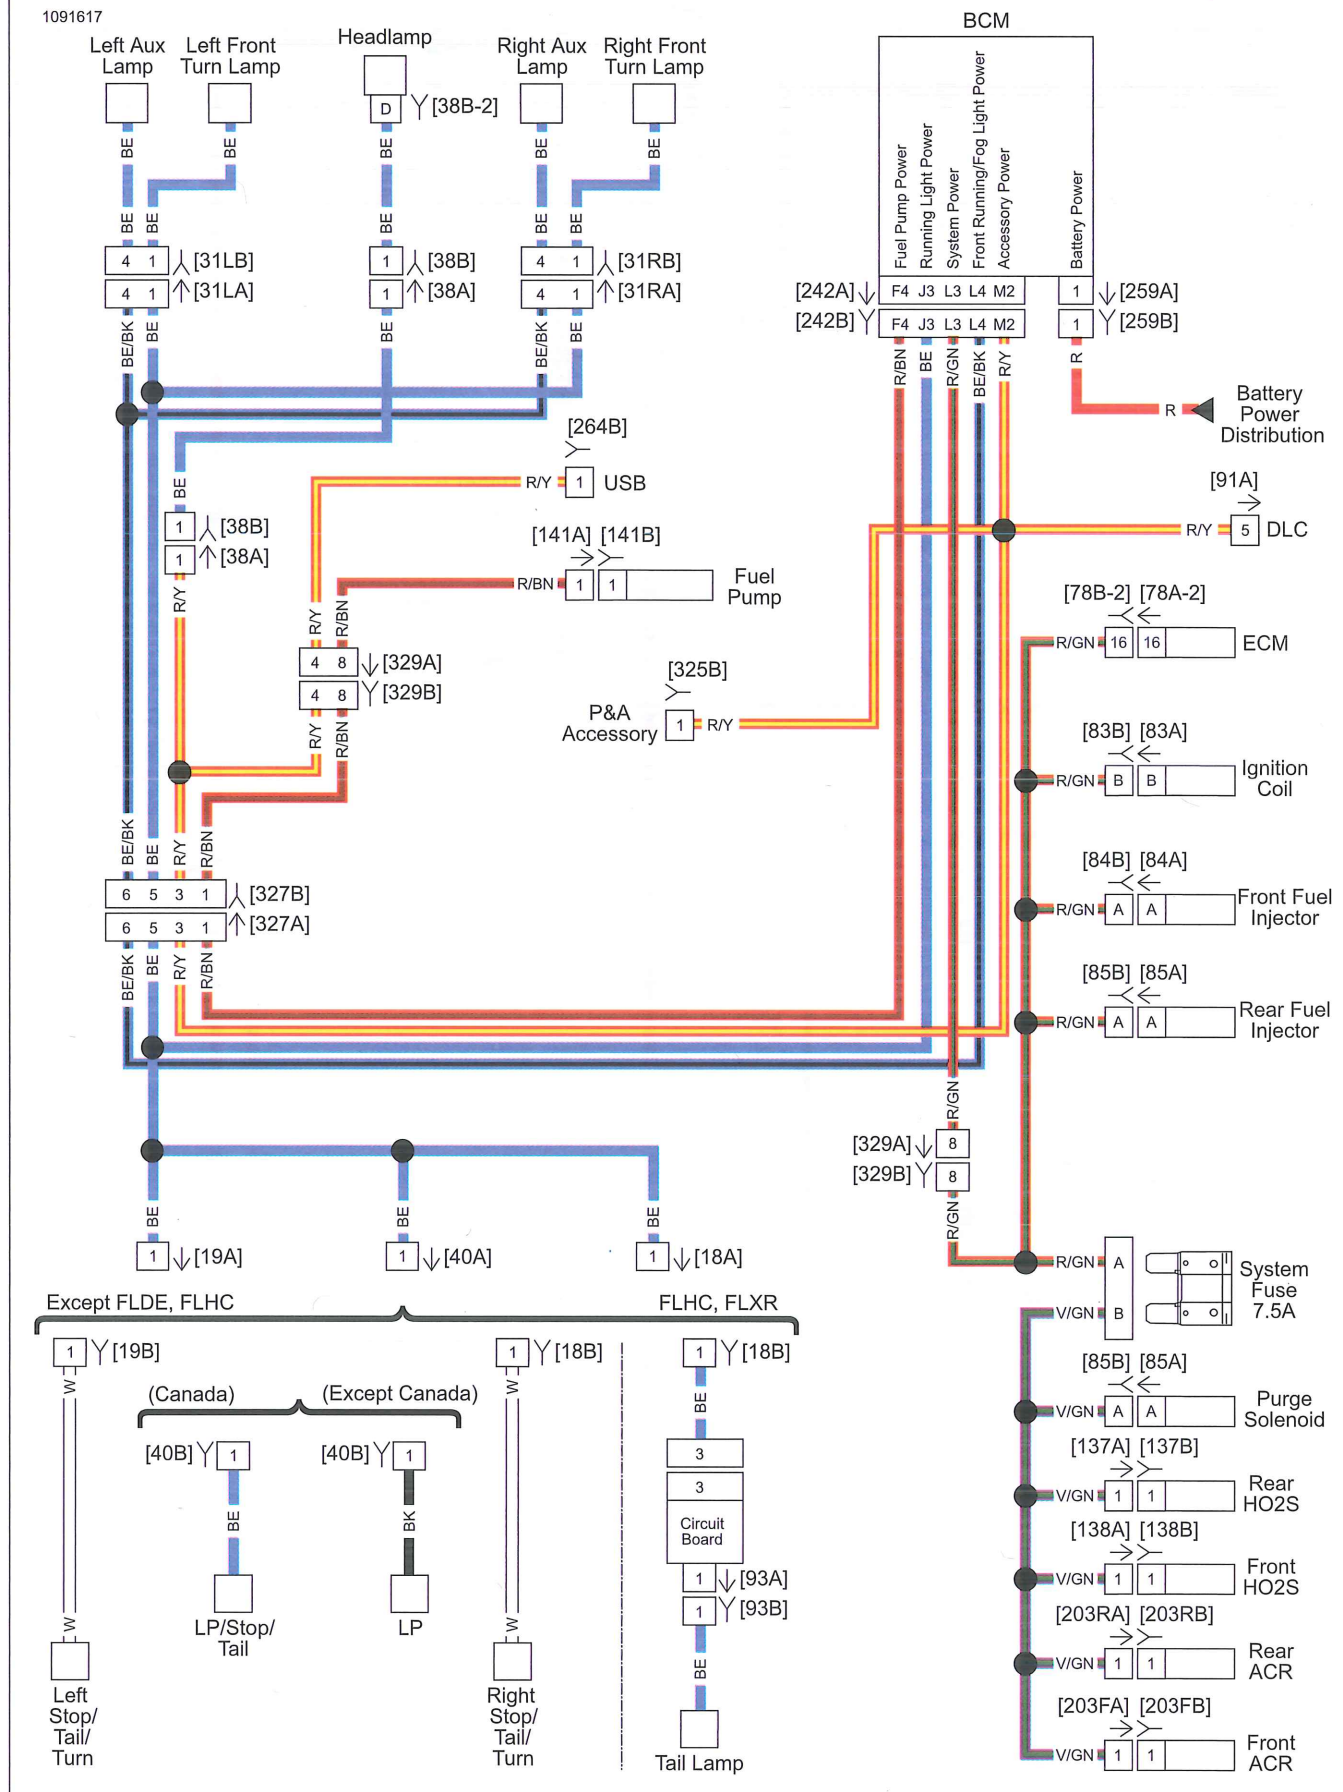 1091617
BCM
Left Aux
Lamp
Left Front
Turn Lamp
Headlamp
Right Aux
Lamp
Right Front
Turn Lamp
D [38B-2]
Fuel Pump Power
Running Light Power
System Power
Front Running/Fog Light Power
Accessory Power
Battery Power
BE BE BE BE BE
BE BE BE BE BE
4 1 [31LB]
4 1 [31LA]
1 [38B]
1 [38A]
4 1 [31RB]
4 1 [31RA]
[242A] F4 J3 L3 L4 M2
[242B] F4 J3 L3 L4 M2
1 [259A]
1 [259B]
BE/BK BE BE BE/BK BE
R/BN BE R/GN BE/BK R/Y R
R
Battery
Power
Distribution
[264B]
R/Y 1 USB
BE
1 [38B]
1 [38A]
R/Y
[91A]
R/Y 5 DLC
[141A] [141B]
R/BN 1 1
Fuel
Pump
R/Y R/BN
4 8 [329A]
4 8 [329B]
R/Y R/BN
[325B]
P&A
Accessory
1 R/Y
[78B-2] [78A-2]
R/GN 16 16 ECM
[83B] [83A]
R/GN B B
Ignition
Coil
[84B] [84A]
R/GN A A
Front Fuel
Injector
[85B] [85A]
R/GN A A
Rear Fuel
Injector
BE/BK BE R/Y R/BN
6 5 3 1 [327B]
6 5 3 1 [327A]
BE/BK BE R/Y R/BN
R/GN
[329A] 8
[329B] 8
R/GN
BE BE BE
1 [19A]
1 [40A]
1 [18A]
R/GN A
V/GN B
System
Fuse
7.5A
Except FLDE, FLHC
FLHC, FLXR
1 [19B]
1 [18B]
1 [18B]
W W BE
(Canada)
(Except Canada)
[40B] 1
[40B] 1
BE BK
LP/Stop/
Tail
LP
W W
Left
Stop/
Tail/
Turn
Right
Stop/
Tail/
Turn
3
3
Circuit
Board
1 [93A]
1 [93B]
BE
Tail Lamp
[85B] [85A]
V/GN A A
Purge
Solenoid
[137A] [137B]
V/GN 1 1
Rear
HO2S
[138A] [138B]
V/GN 1 1
Front
HO2S
[203RA] [203RB]
V/GN 1 1
Rear
ACR
[203FA] [203FB]
V/GN 1 1
Front
ACR